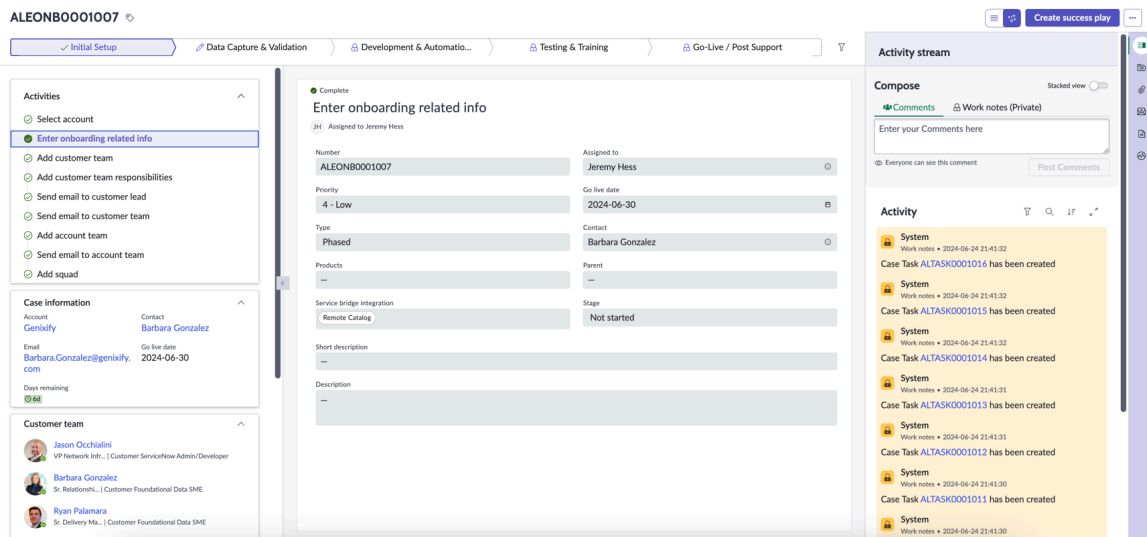 ALEONB0001007
Create success play
Initial Setup
Data Capture & Validation
Development & Automatio...
Testing & Training
Go-Live / Post Support
Activities
Select account
Enter onboarding related info
Add customer team
Add customer team responsibilities
Send email to customer lead
Send email to customer team
Add account team
Send email to account team
Add squad
Case information
Account
Contact
Genixify
Barbara Gonzalez
Email
Go live date
Barbara.Gonzalez@genixify.
com
2024-06-30
Days remaining
6d
Customer team
Jason Occhialini
VP Network Infr... | Customer ServiceNow Admin/Developer
Barbara Gonzalez
Sr. Relationshi... | Customer Foundational Data SME
Ryan Palamara
Sr. Delivery Ma... | Customer Foundational Data SME
Complete
Enter onboarding related info
JH Assigned to Jeremy Hess
Number
ALEONB0001007
Assigned to
Jeremy Hess
Priority
4 - Low
Go live date
2024-06-30
Type
Phased
Contact
Barbara Gonzalez
Products
—
Parent
—
Service bridge integration
Remote Catalog
Stage
Not started
Short description
—
Description
—
Activity stream
Compose
Stacked view
Comments
Work notes (Private)
Enter your Comments here
Everyone can see this comment
Post Comments
Activity
System
Work notes • 2024-06-24 21:41:32
Case Task ALTASK0001016 has been created
System
Work notes • 2024-06-24 21:41:32
Case Task ALTASK0001015 has been created
System
Work notes • 2024-06-24 21:41:32
Case Task ALTASK0001014 has been created
System
Work notes • 2024-06-24 21:41:31
Case Task ALTASK0001013 has been created
System
Work notes • 2024-06-24 21:41:31
Case Task ALTASK0001012 has been created
System
Work notes • 2024-06-24 21:41:30
Case Task ALTASK0001011 has been created
System
Work notes • 2024-06-24 21:41:30